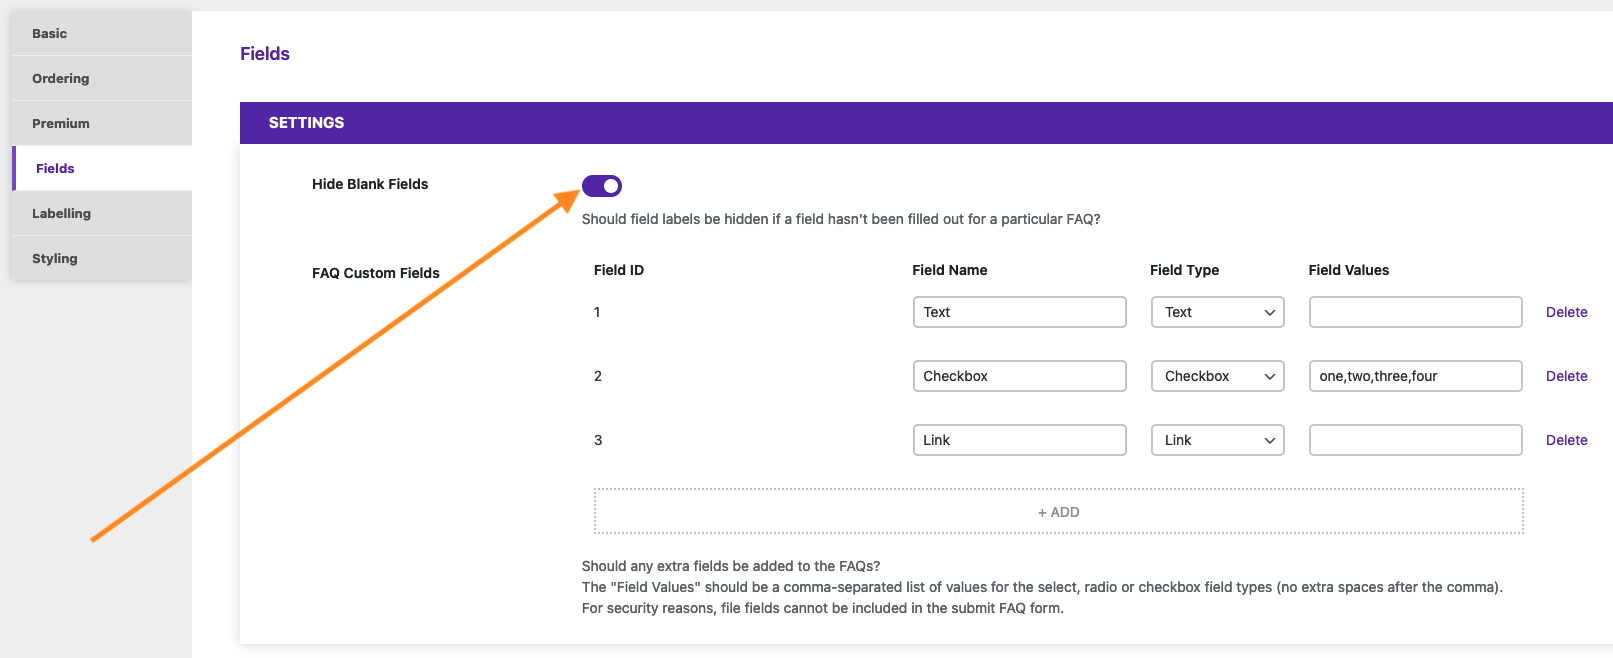 Basic
Ordering
Premium
Fields
Labelling
Styling
Fields
SETTINGS
Hide Blank Fields
Should field labels be hidden if a field hasn't been filled out for a particular FAQ?
FAQ Custom Fields
Field ID Field Name Field Type Field Values
1 Text Text Delete
2 Checkbox Checkbox one,two,three,four Delete
3 Link Link Delete
+ ADD
Should any extra fields be added to the FAQs?
The "Field Values" should be a comma-separated list of values for the select, radio or checkbox field types (no extra spaces after the comma).
For security reasons, file fields cannot be included in the submit FAQ form.